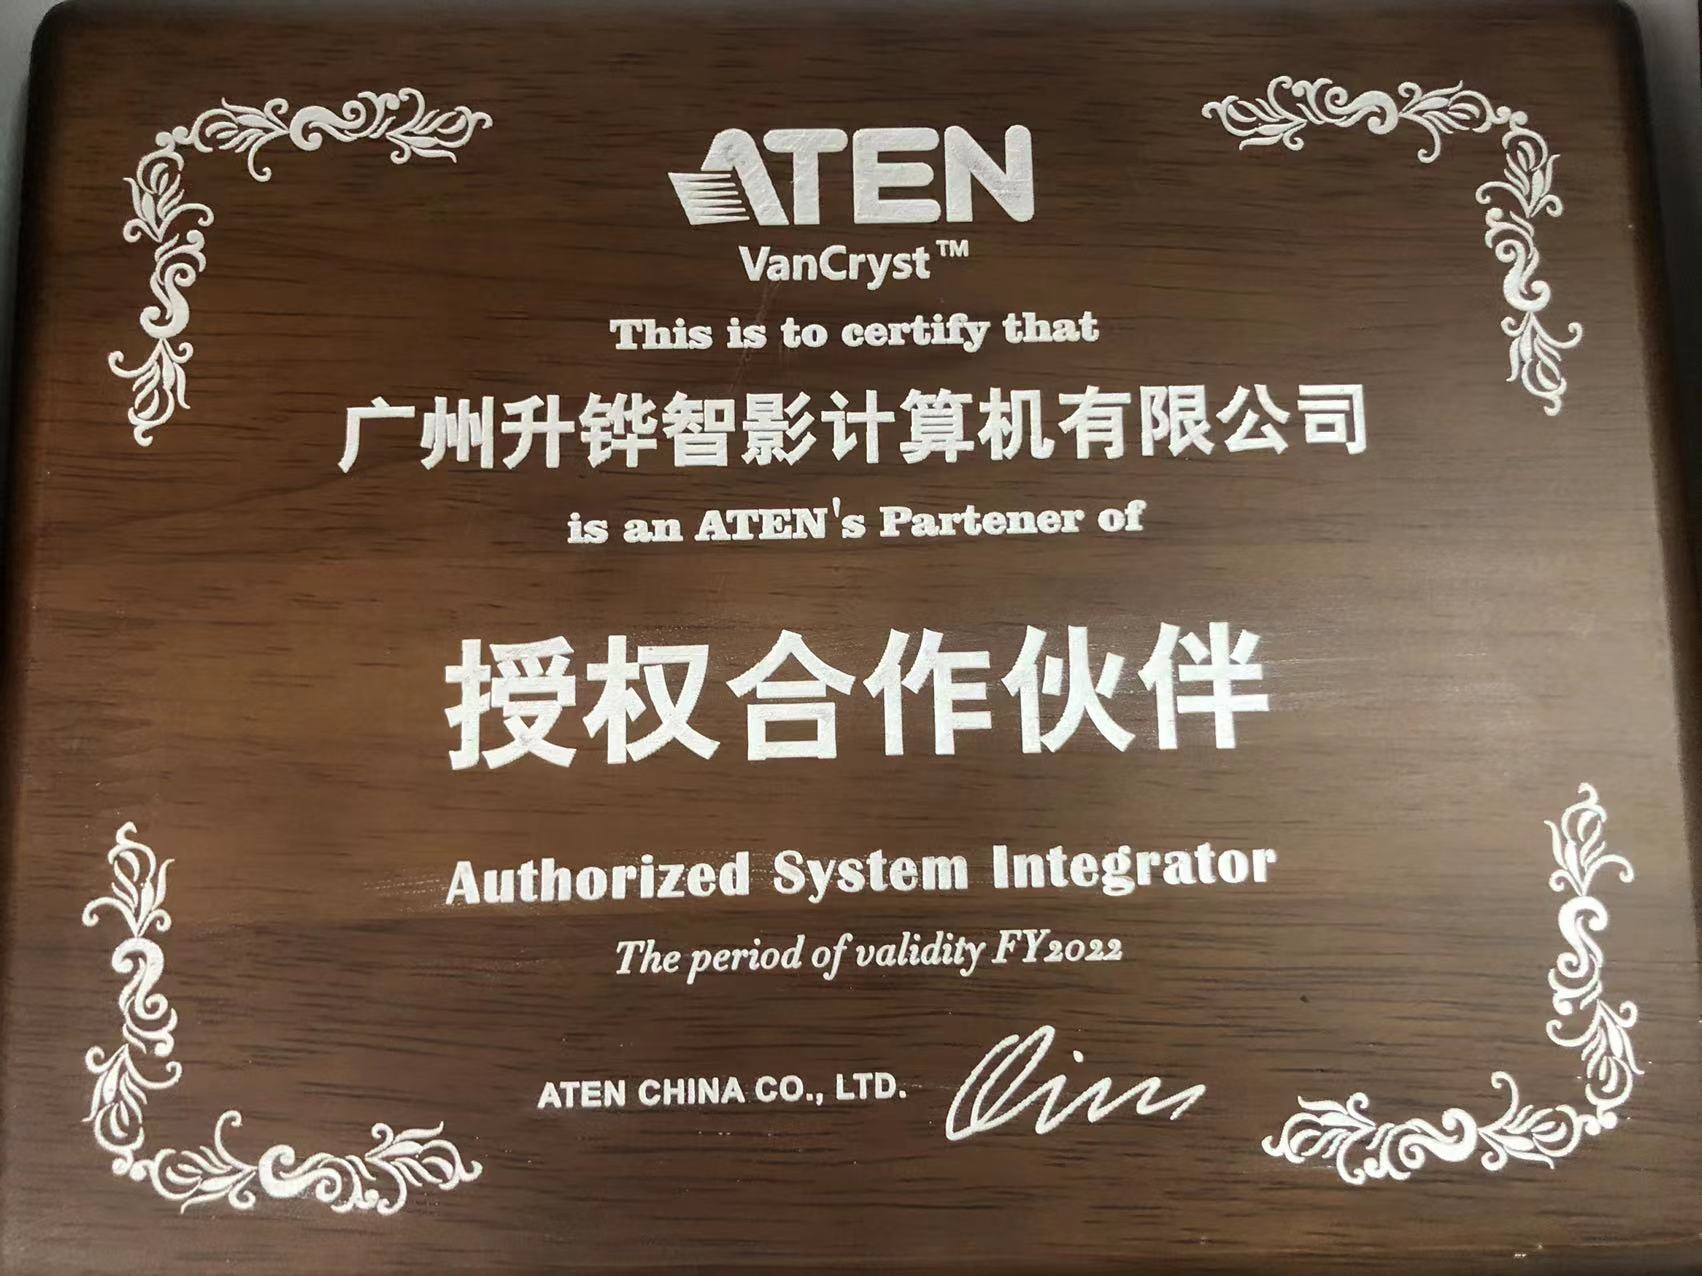 ATEN
VanCryst™
This is to certify that
广州升铧智影计算机有限公司
is an ATEN's Partener of
授权合作伙伴
Authorized System Integrator
The period of validity FY2022
ATEN CHINA CO., LTD.